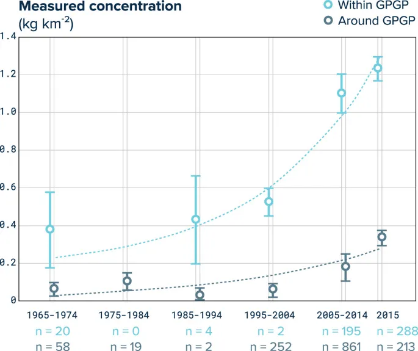 Measured concentration
(kg km-2)
Within GPGP
Around GPGP
1.4
1.2
1.0
0.8
0.6
0.4
0.2
0
1965-1974 1975-1984 1985-1994 1995-2004 2005-2014 2015
n = 20 n = 0 n = 4 n = 2 n = 195 n = 288
n = 58 n = 19 n = 2 n = 252 n = 861 n = 213